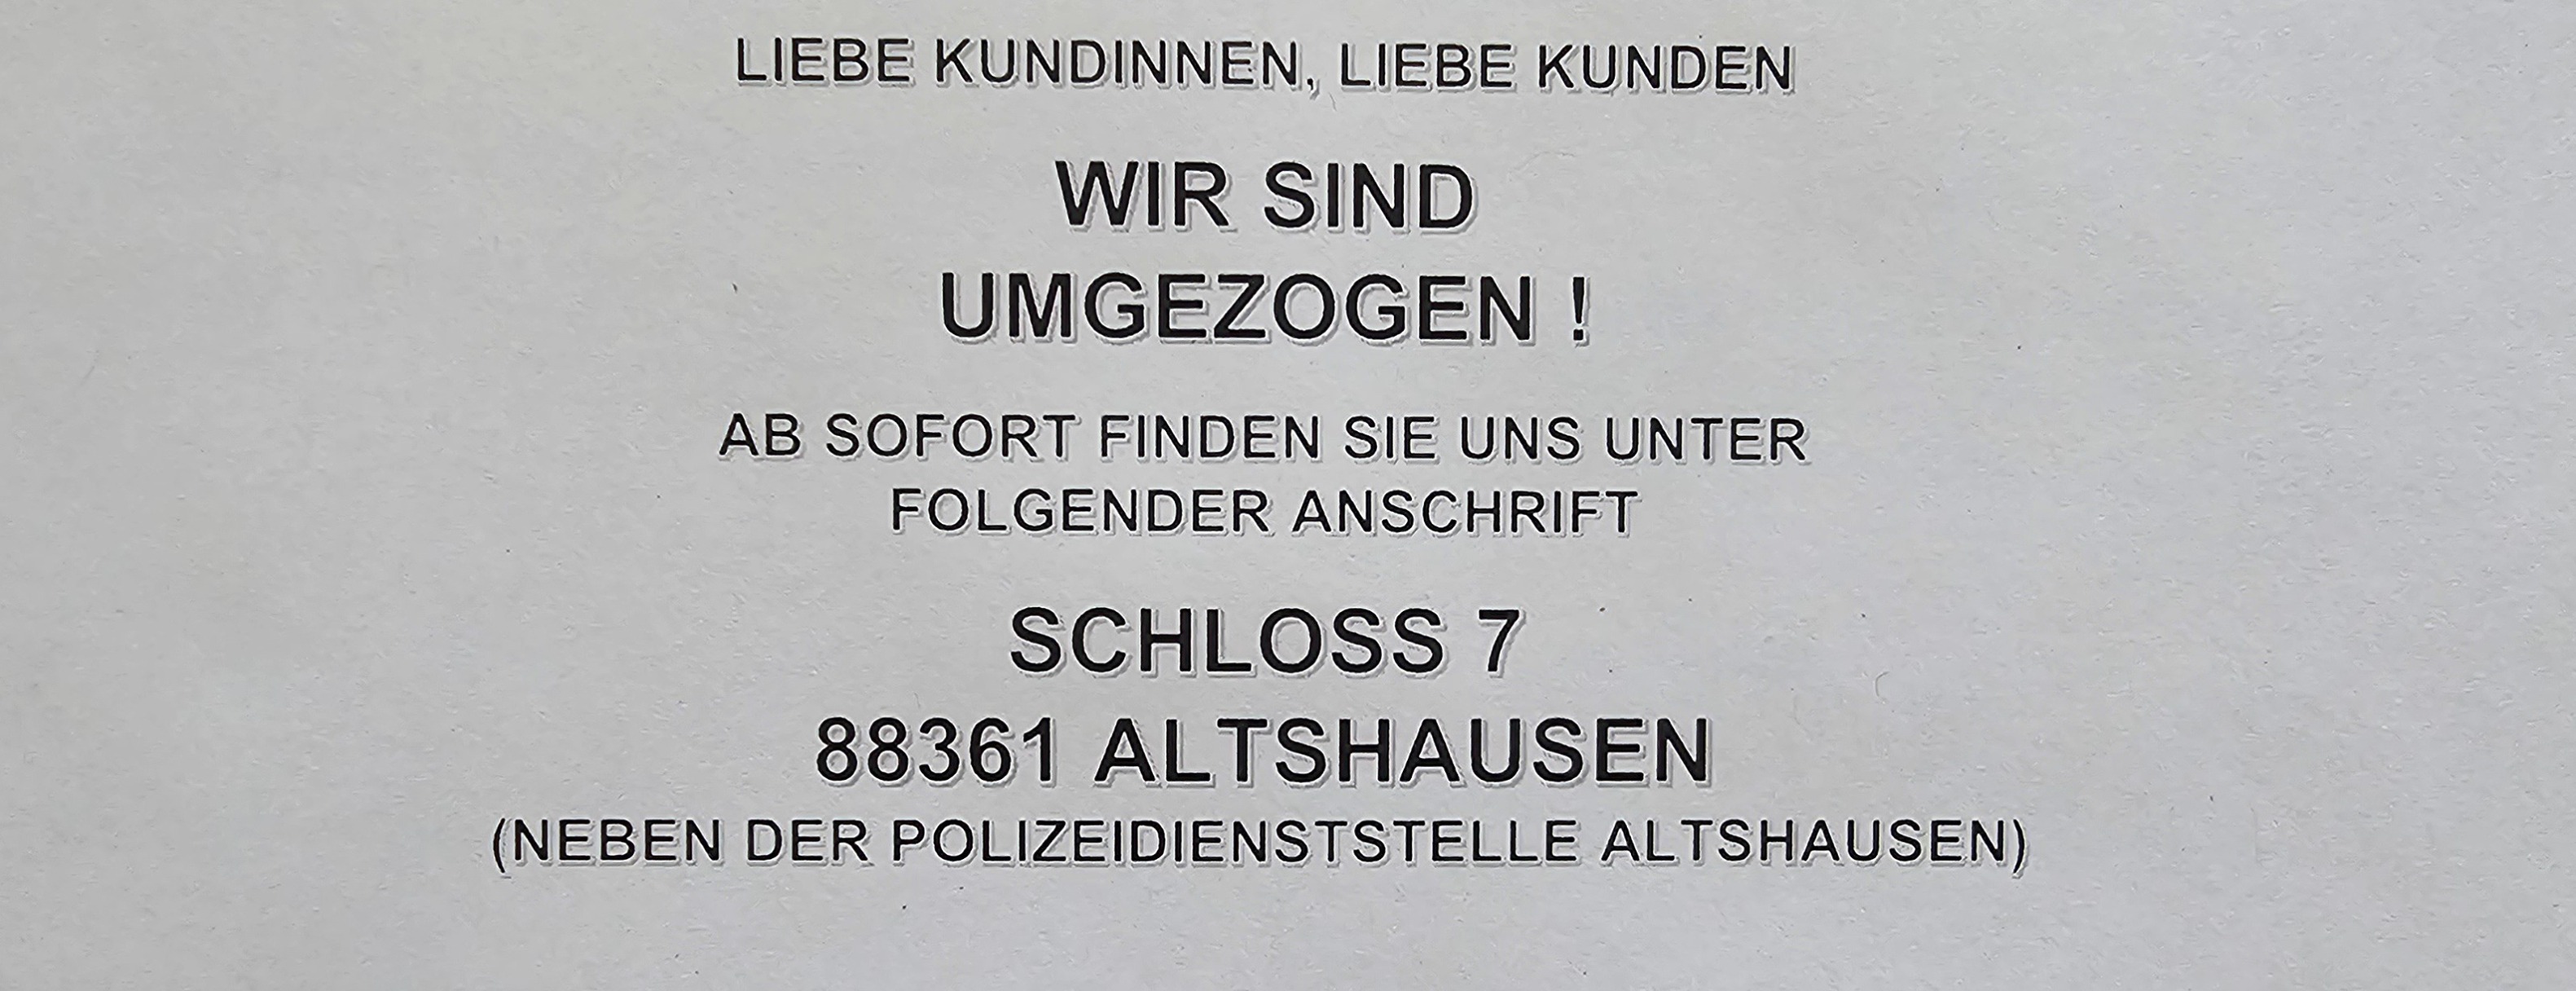 LIEBE KUNDINNEN, LIEBE KUNDEN
WIR SIND
UMGEZOGEN !
AB SOFORT FINDEN SIE UNS UNTER
FOLGENDER ANSCHRIFT
SCHLOSS 7
88361 ALTSHAUSEN
(NEBEN DER POLIZEIDIENSTSTELLE ALTSHAUSEN)